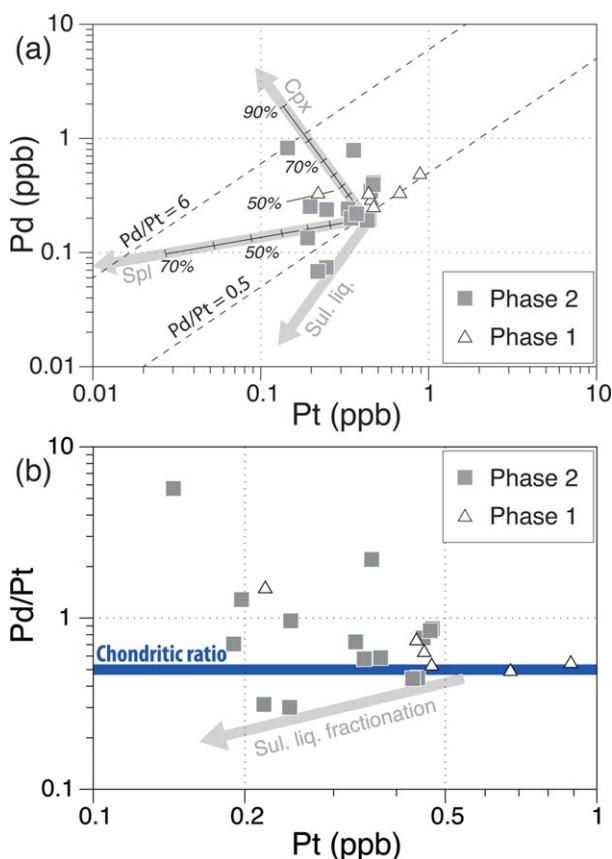 (a)
10
1
0.1
0.01
Pd (ppb)
Cpx
90%
70%
50%
Pd/Pt = 6
50%
70%
Spl
Pd/Pt = 0.5
Sul. liq.
Phase 2
Phase 1
0.01
0.1
1
10
Pt (ppb)
(b)
10
1
0.1
Pd/Pt
Phase 2
Phase 1
Chondritic ratio
Sul. liq. fractionation
0.1
0.2
0.5
1
Pt (ppb)